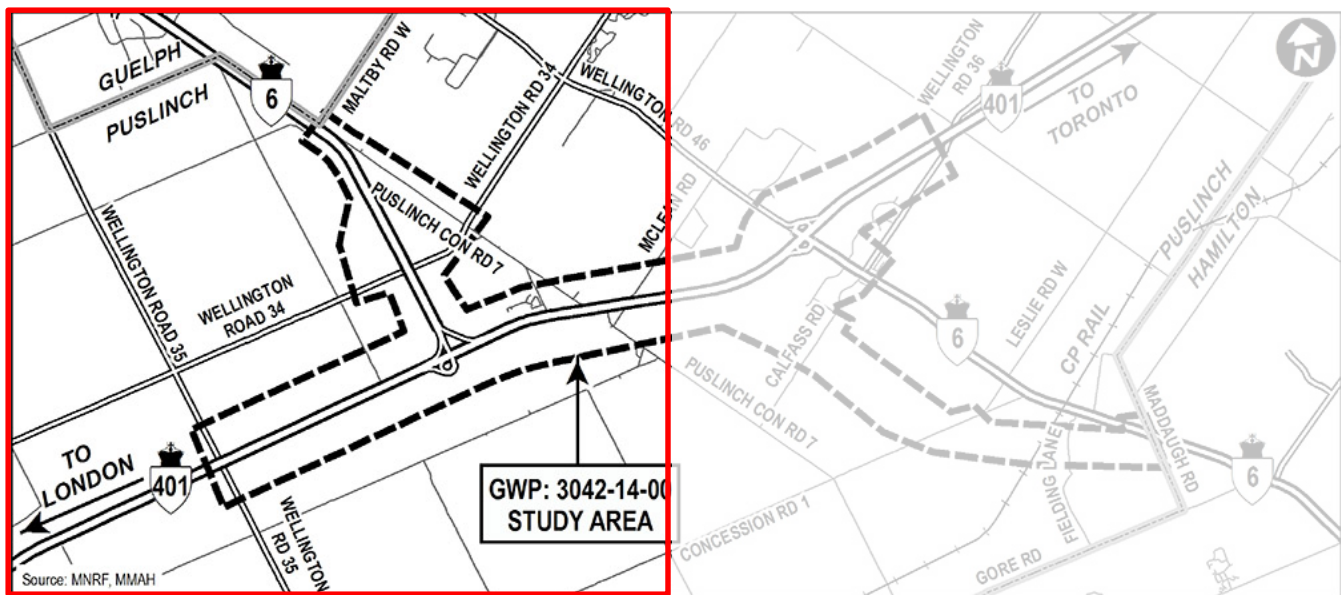 GUELPH
PUSLINCH
6
MALTBY RD W
WELLINGTON RD 34
WELLINGTON
RD 46
WELLINGTON
RD 36
401
TO
TORONTO
N
PUSLINCH CON RD 7
MCLEAN RD
PUSLINCH
HAMILTON
WELLINGTON ROAD 35
WELLINGTON
ROAD 34
CALFASS RD
6
LESLIE RD W
CP RAIL
PUSLINCH CON RD 7
MADDAUGH RD
FIELDING LANE
6
TO
LONDON
401
GWP: 3042-14-00
STUDY AREA
WELLINGTON
RD 35
CONCESSION RD 1
GORE RD
Source: MNRF, MMAH